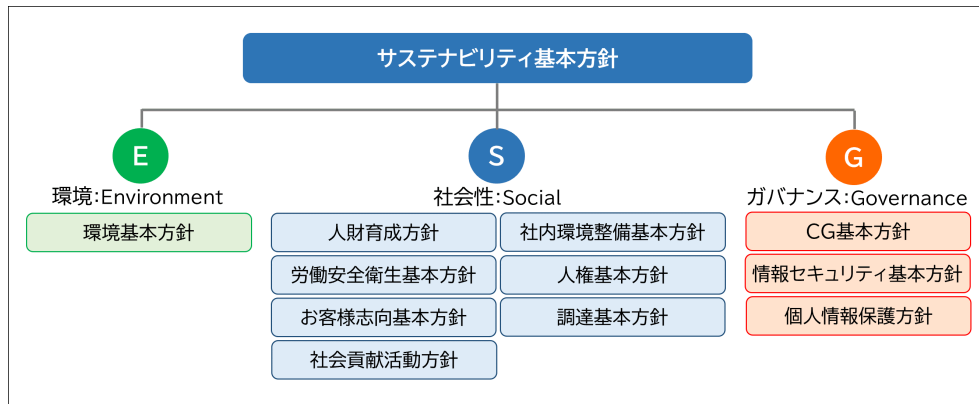 サステナビリティ基本方針
E
環境:Environment
環境基本方針
S
社会性:Social
人財育成方針
社内環境整備基本方針
労働安全衛生基本方針
人権基本方針
お客様志向基本方針
調達基本方針
社会貢献活動方針
G
ガバナンス:Governance
CG基本方針
情報セキュリティ基本方針
個人情報保護方針